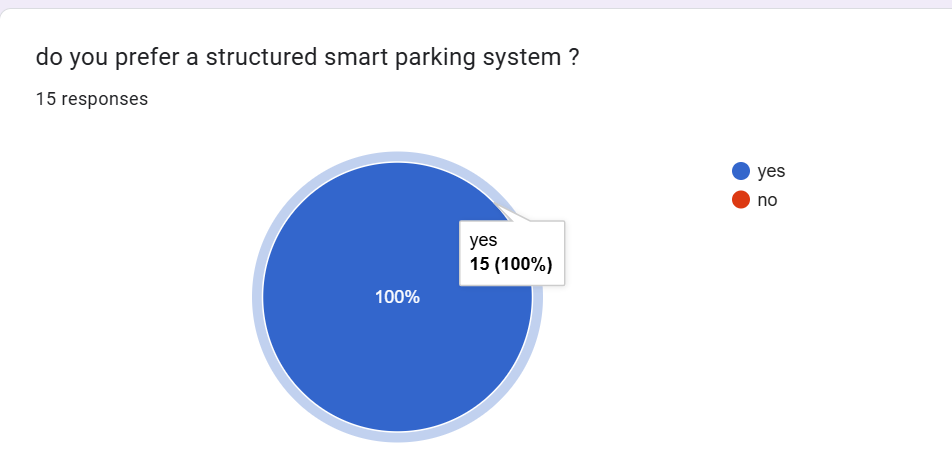 do you prefer a structured smart parking system ?
15 responses
yes
no
yes
15 (100%)
100%